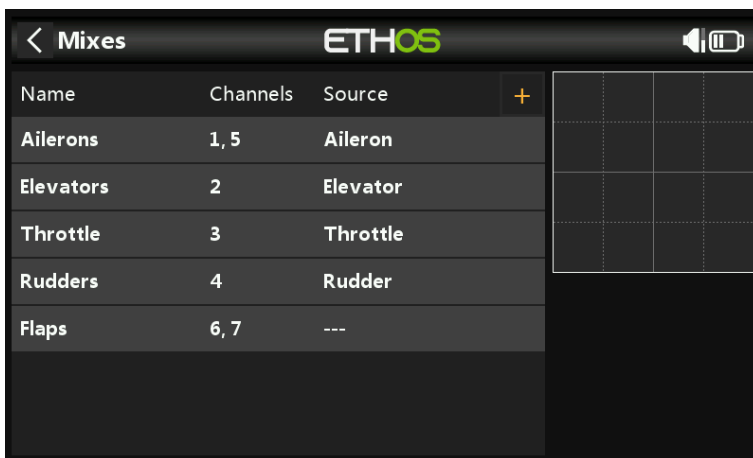 < Mixes ETHOS
Name Channels Source +
Ailerons 1, 5 Aileron
Elevators 2 Elevator
Throttle 3 Throttle
Rudders 4 Rudder
Flaps 6, 7 ---